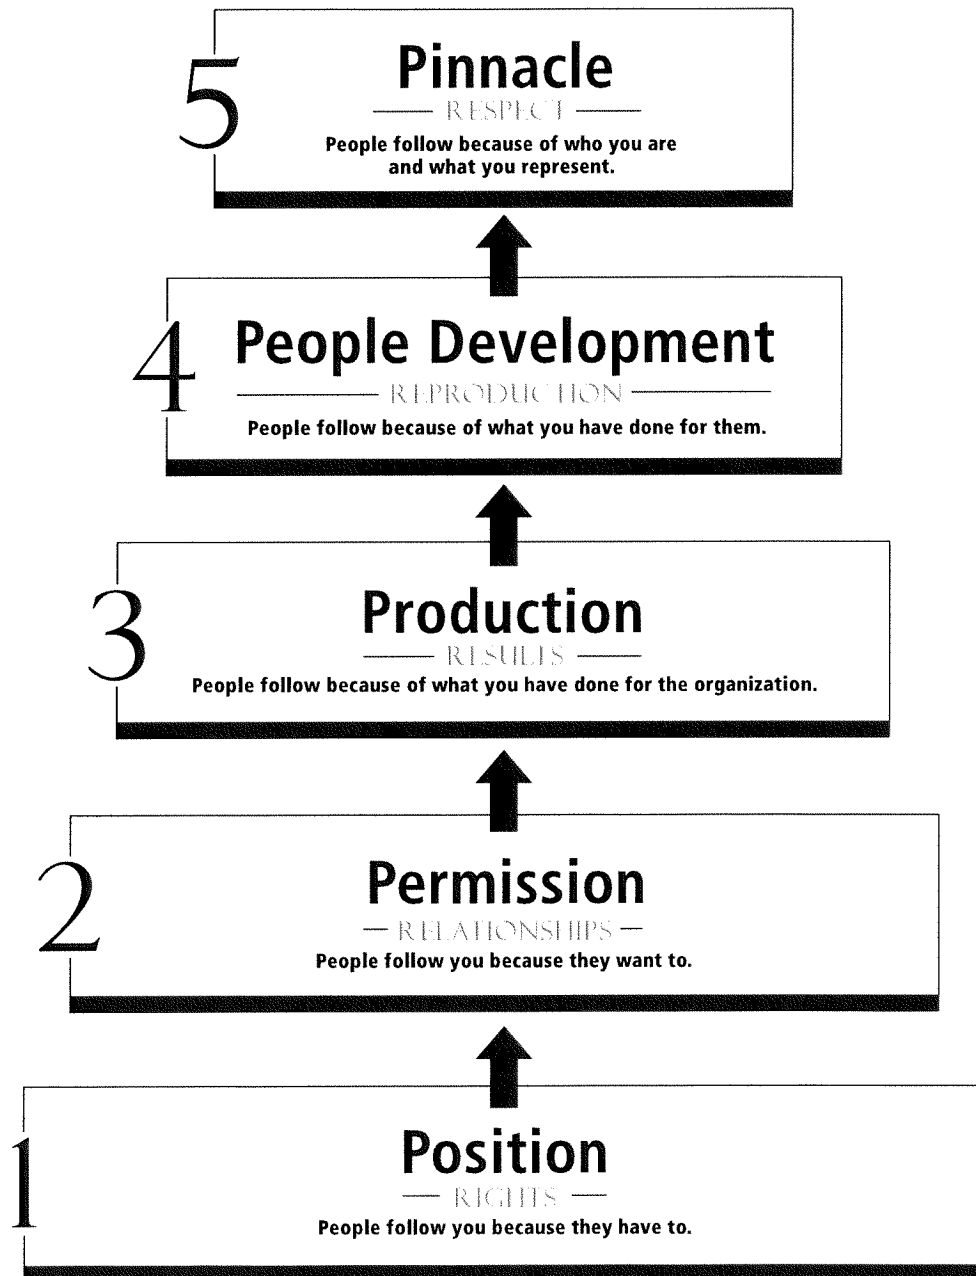 5
Pinnacle
RESPECT
People follow because of who you are
and what you represent.
4
People Development
REPRODUCTION
People follow because of what you have done for them.
3
Production
RESULTS
People follow because of what you have done for the organization.
2
Permission
RELATIONSHIPS
People follow you because they want to.
1
Position
RIGHTS
People follow you because they have to.